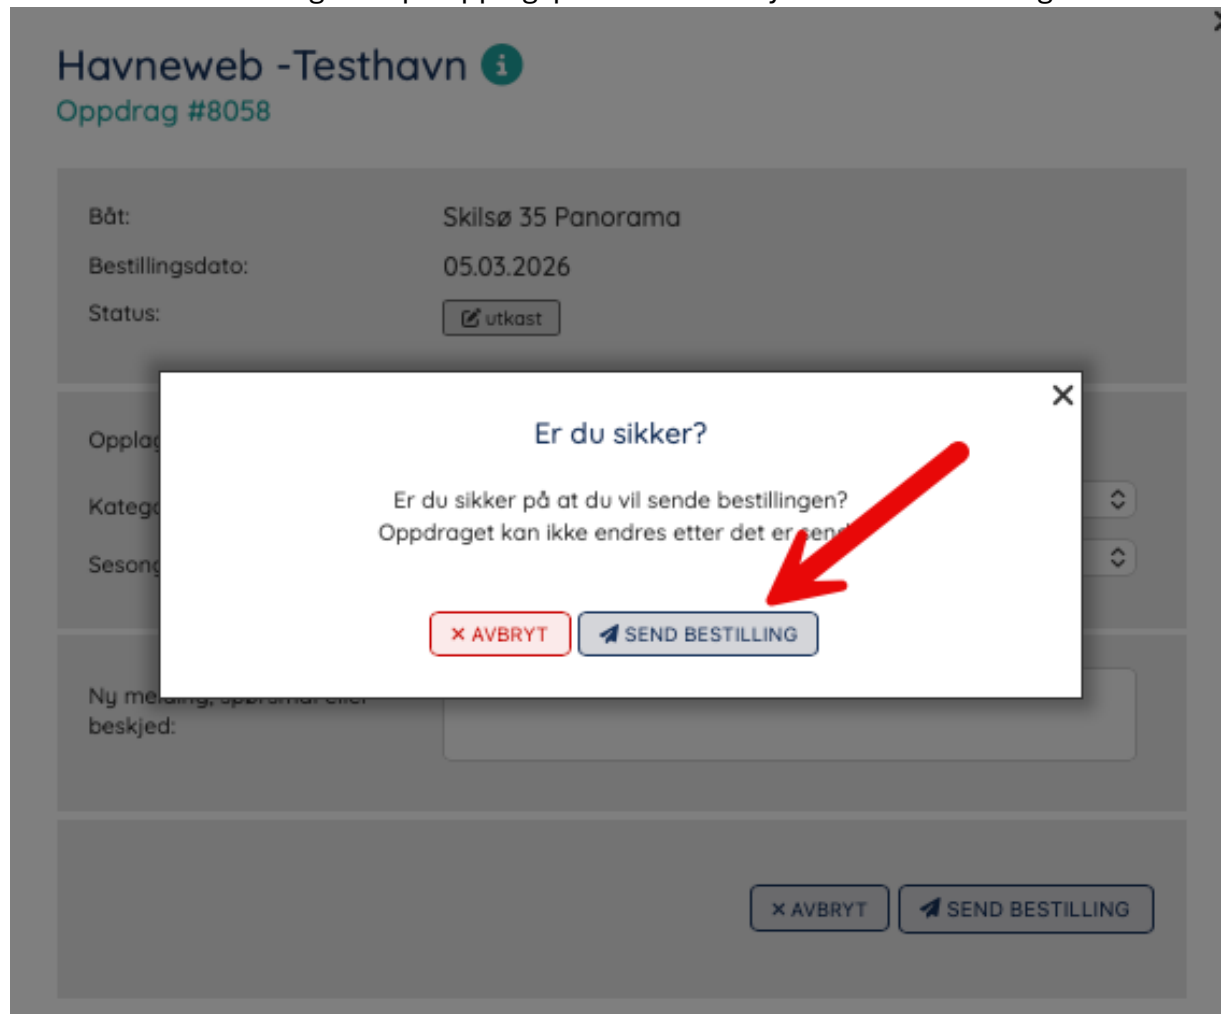 Havneweb -Testhavn
Oppdrag #8058
Båt: Skilsø 35 Panorama
Bestillingsdato: 05.03.2026
Status: utkast
Er du sikker?
Er du sikker på at du vil sende bestillingen?
Oppdraget kan ikke endres etter det er
× AVBRYT SEND BESTILLING
Ny
beskjed:
× AVBRYT SEND BESTILLING